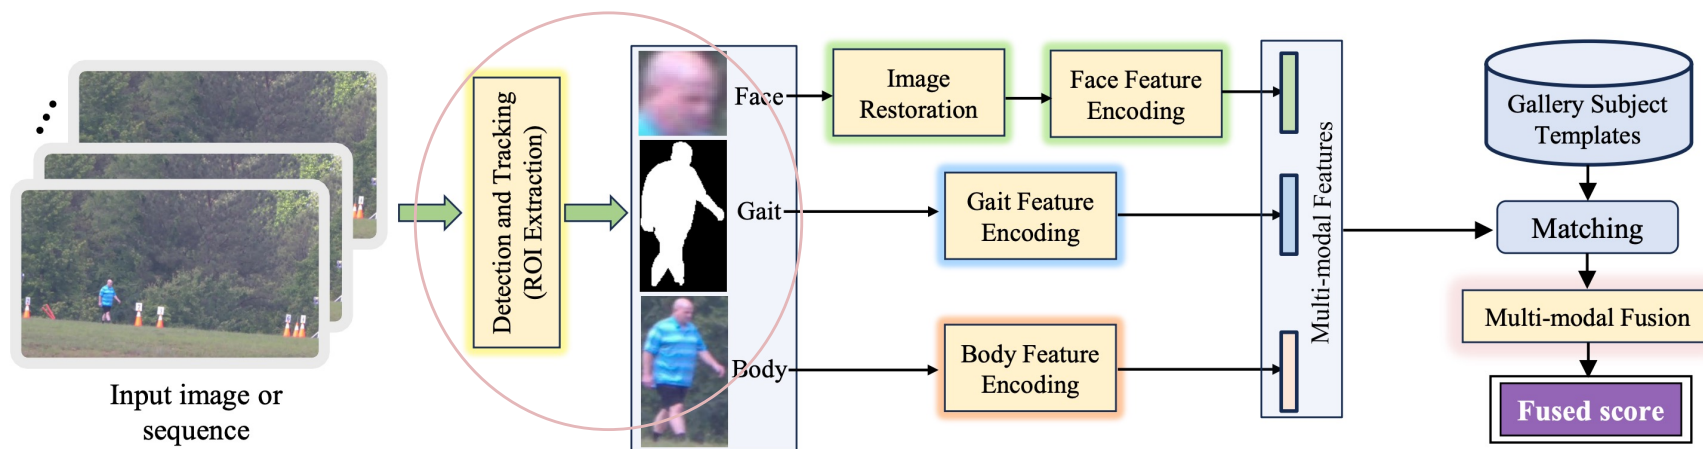 Input image or
sequence
Detection and Tracking
(ROI Extraction)
Face
Gait
Body
Image
Restoration
Face Feature
Encoding
Gait Feature
Encoding
Body Feature
Encoding
Multi-modal Features
Gallery Subject
Templates
Matching
Multi-modal Fusion
Fused score